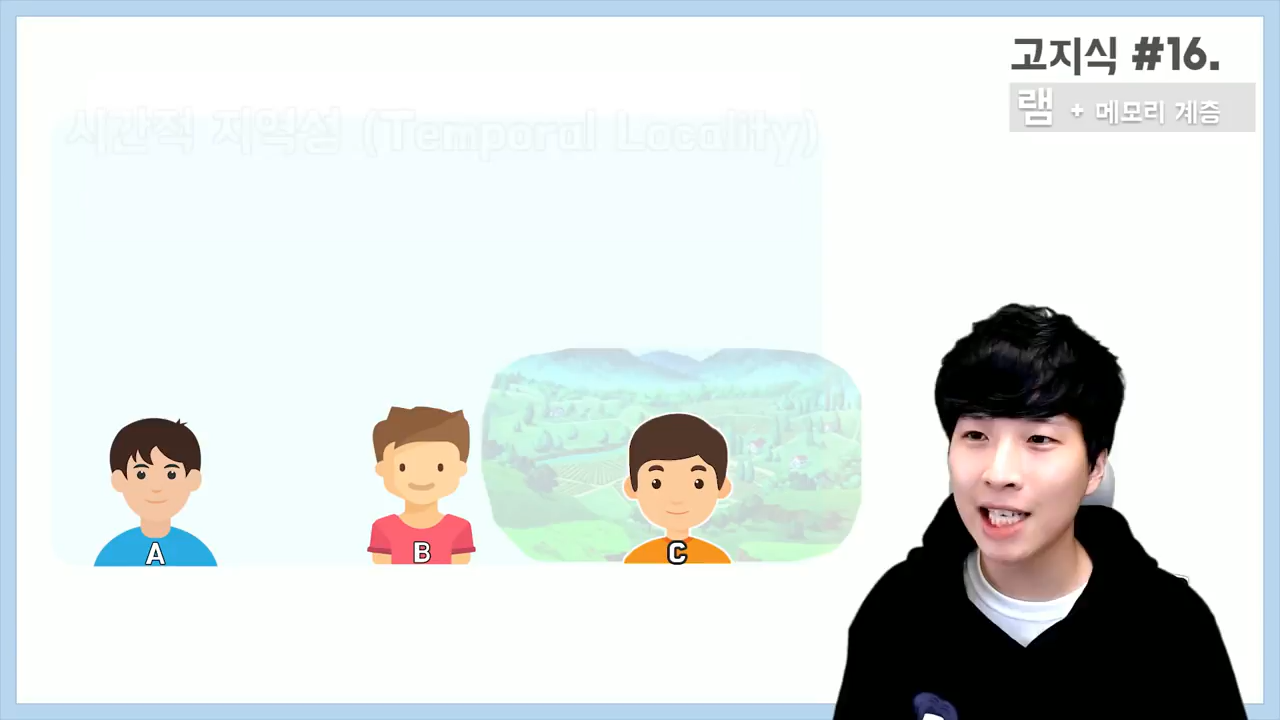 고지식 #16.
램 + 메모리 계층
시간적 지역성 (Temporal Locality)
A
B
C